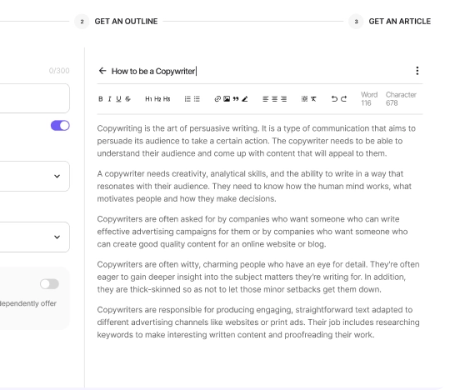 2 GET AN OUTLINE
3 GET AN ARTICLE
0/300
← How to be a Copywriter
B I U S H1 H2 H3
Word Character
116 678
Copywriting is the art of persuasive writing. It is a type of communication that aims to
persuade its audience to take a certain action. The copywriter needs to be able to
understand their audience and come up with content that will appeal to them.
A copywriter needs creativity, analytical skills, and the ability to write in a way that
resonates with their audience. They need to know how the human mind works, what
motivates people and how they make decisions.
Copywriters are often asked for by companies who want someone who can write
effective advertising campaigns for them or by companies who want someone who
can create good quality content for an online website or blog.
Copywriters are often witty, charming people who have an eye for detail. They're often
eager to gain deeper insight into the subject matters they're writing for. In addition,
they are thick-skinned so as not to let those minor setbacks get them down.
Copywriters are responsible for producing engaging, straightforward text adapted to
different advertising channels like websites or print ads. Their job includes researching
keywords to make interesting written content and proofreading their work.
dependently offer